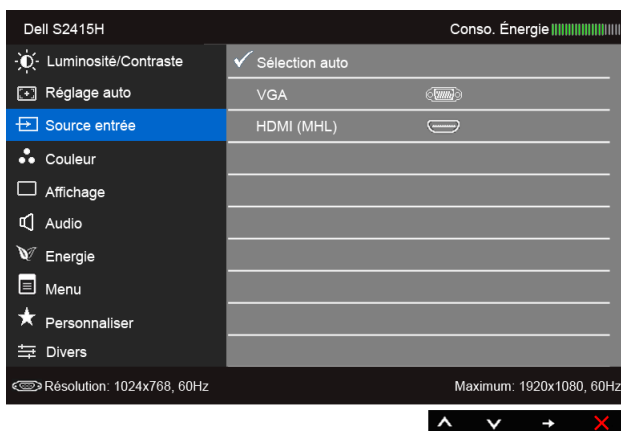 Dell S2415H Conso. Énergie
Luminosité/Contraste Sélection auto
Réglage auto VGA
Source entrée HDMI (MHL)
Couleur
Affichage
Audio
Energie
Menu
Personnaliser
Divers
Résolution: 1024x768, 60Hz Maximum: 1920x1080, 60Hz